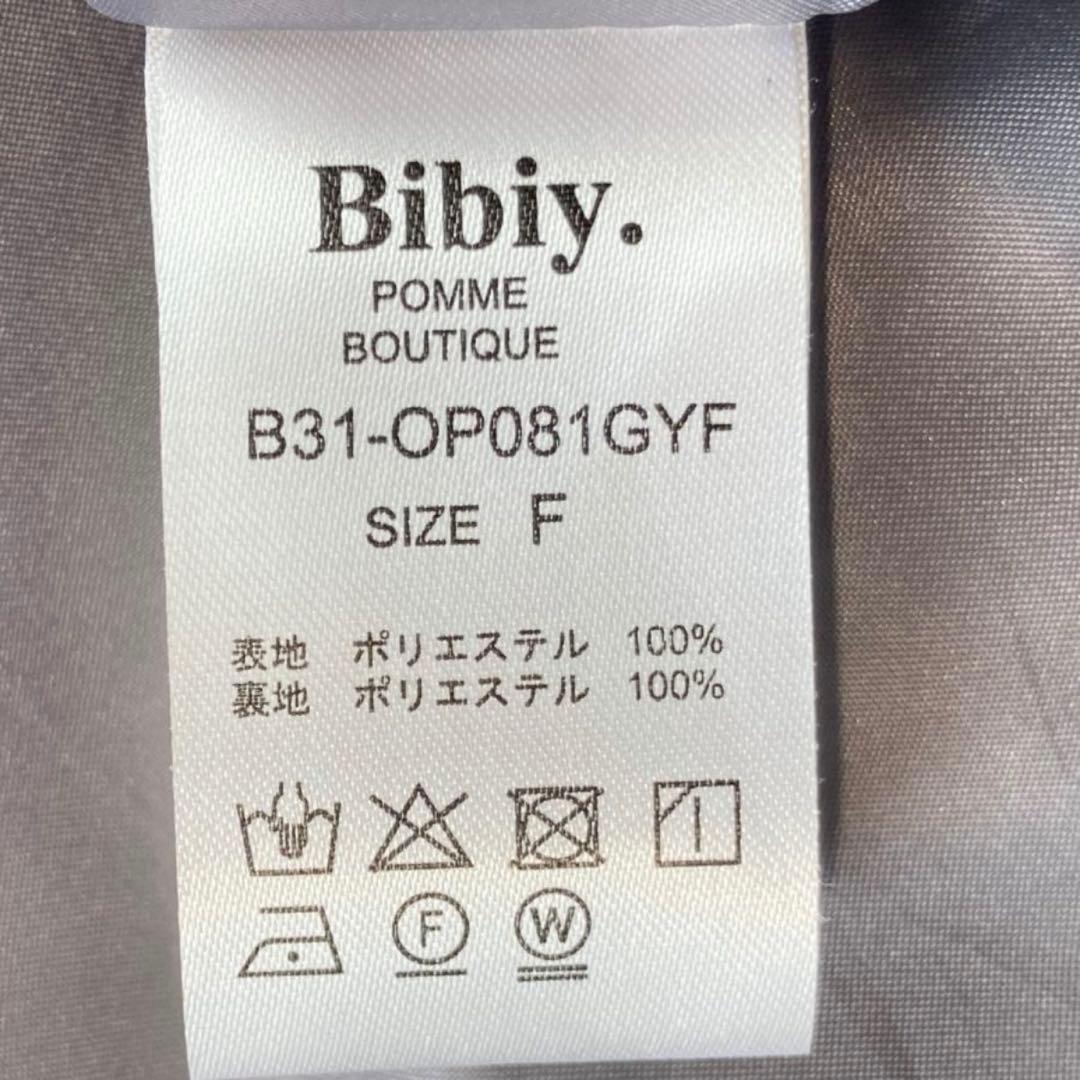 Bibiy.
POMME
BOUTIQUE
B31-OP081GYF
SIZE F
表地 ポリエステル 100%
裏地 ポリエステル 100%
F W